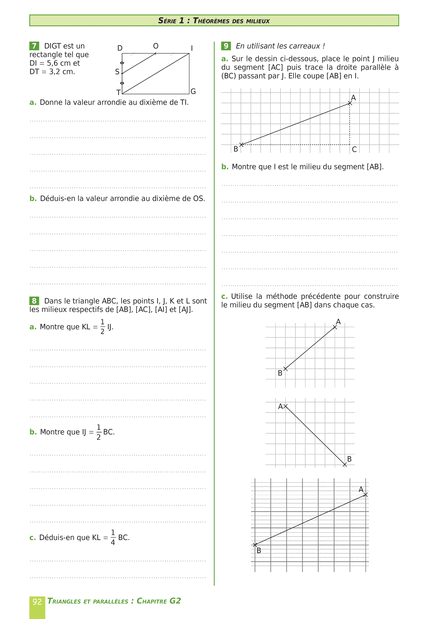 SÉRIE 1 : THÉORÈMES DES MILIEUX
7 DIGT est un
rectangle tel que
DI = 5,6 cm et
DT = 3,2 cm.
D O I
S
T G
a. Donne la valeur arrondie au dixième de TI.
b. Déduis-en la valeur arrondie au dixième de OS.
8 Dans le triangle ABC, les points I, J, K et L sont
les milieux respectifs de [AB], [AC], [AI] et [AJ].
a. Montre que KL = 1/2 IJ.
b. Montre que IJ = 1/2 BC.
c. Déduis-en que KL = 1/4 BC.
9 En utilisant les carreaux !
a. Sur le dessin ci-dessous, place le point J milieu
du segment [AC] puis trace la droite parallèle à
(BC) passant par J. Elle coupe [AB] en I.
A
B C
b. Montre que I est le milieu du segment [AB].
c. Utilise la méthode précédente pour construire
le milieu du segment [AB] dans chaque cas.
A
B
A
B
A
B
92 TRIANGLES ET PARALLÈLES : CHAPITRE G2